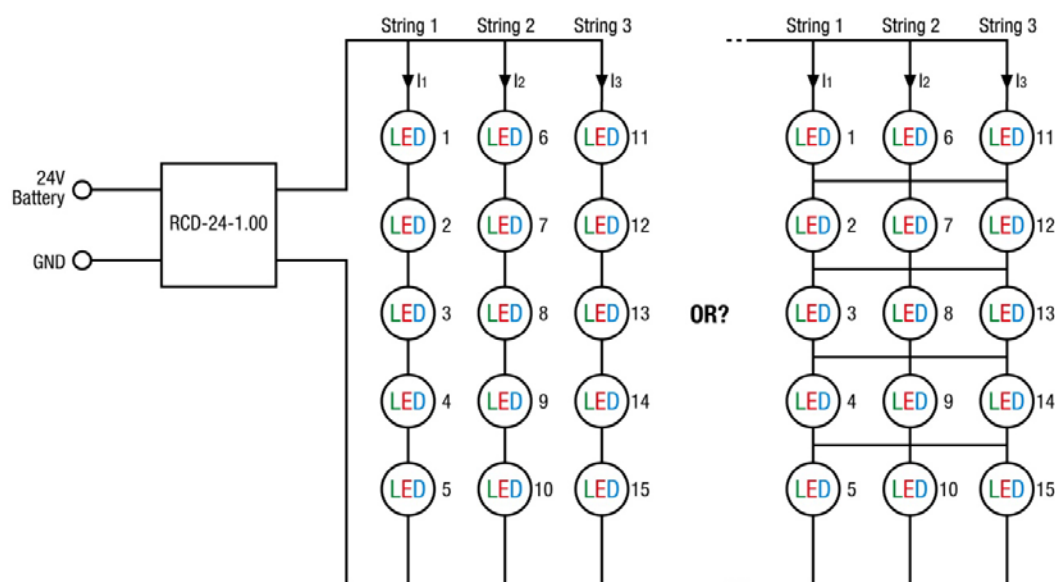 String 1 String 2 String 3 String 1 String 2 String 3
I1 I2 I3 I1 I2 I3
LED 1 LED 6 LED 11 LED 1 LED 6 LED 11
24V
Battery
RCD-24-1.00
GND
LED 2 LED 7 LED 12 LED 2 LED 7 LED 12
LED 3 LED 8 LED 13 OR? LED 3 LED 8 LED 13
LED 4 LED 9 LED 14 LED 4 LED 9 LED 14
LED 5 LED 10 LED 15 LED 5 LED 10 LED 15